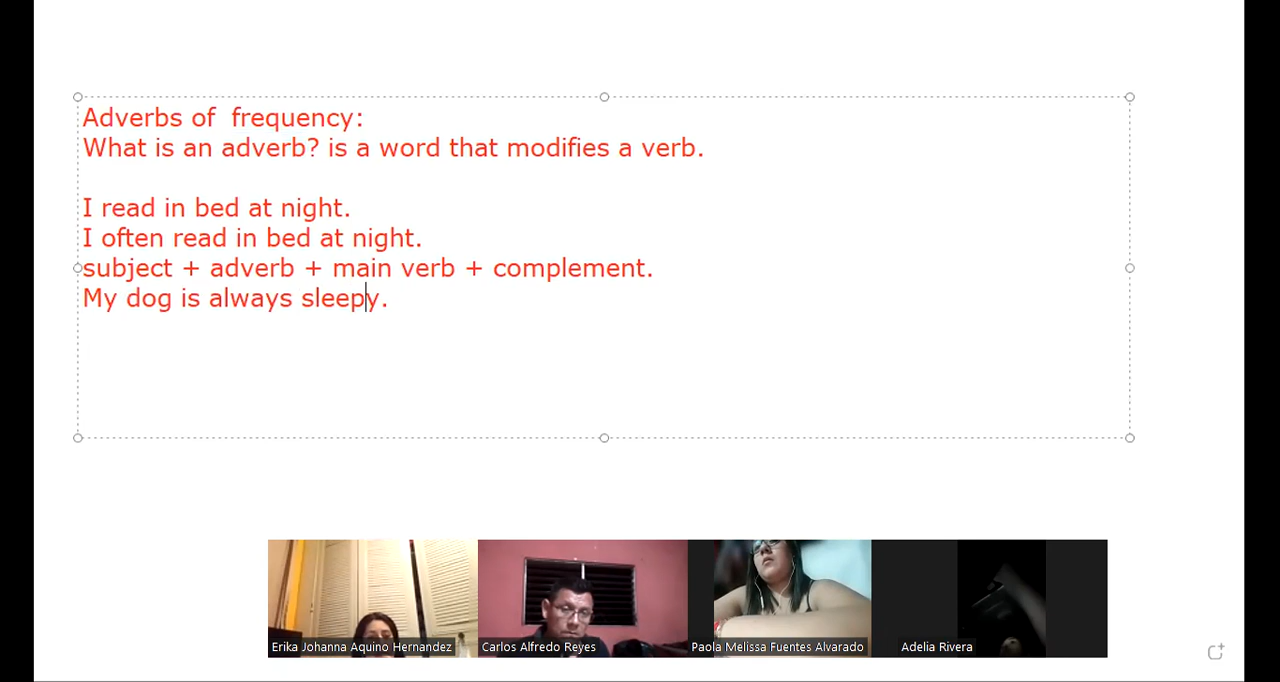 Adverbs of  frequency:
What is an adverb? is a word that modifies a verb.
I read in bed at night.
I often read in bed at night.
subject + adverb + main verb + complement.
My dog is always sleepy.
Erika Johanna Aquino Hernandez
Carlos Alfredo Reyes
Paola Melissa Fuentes Alvarado
Adelia Rivera